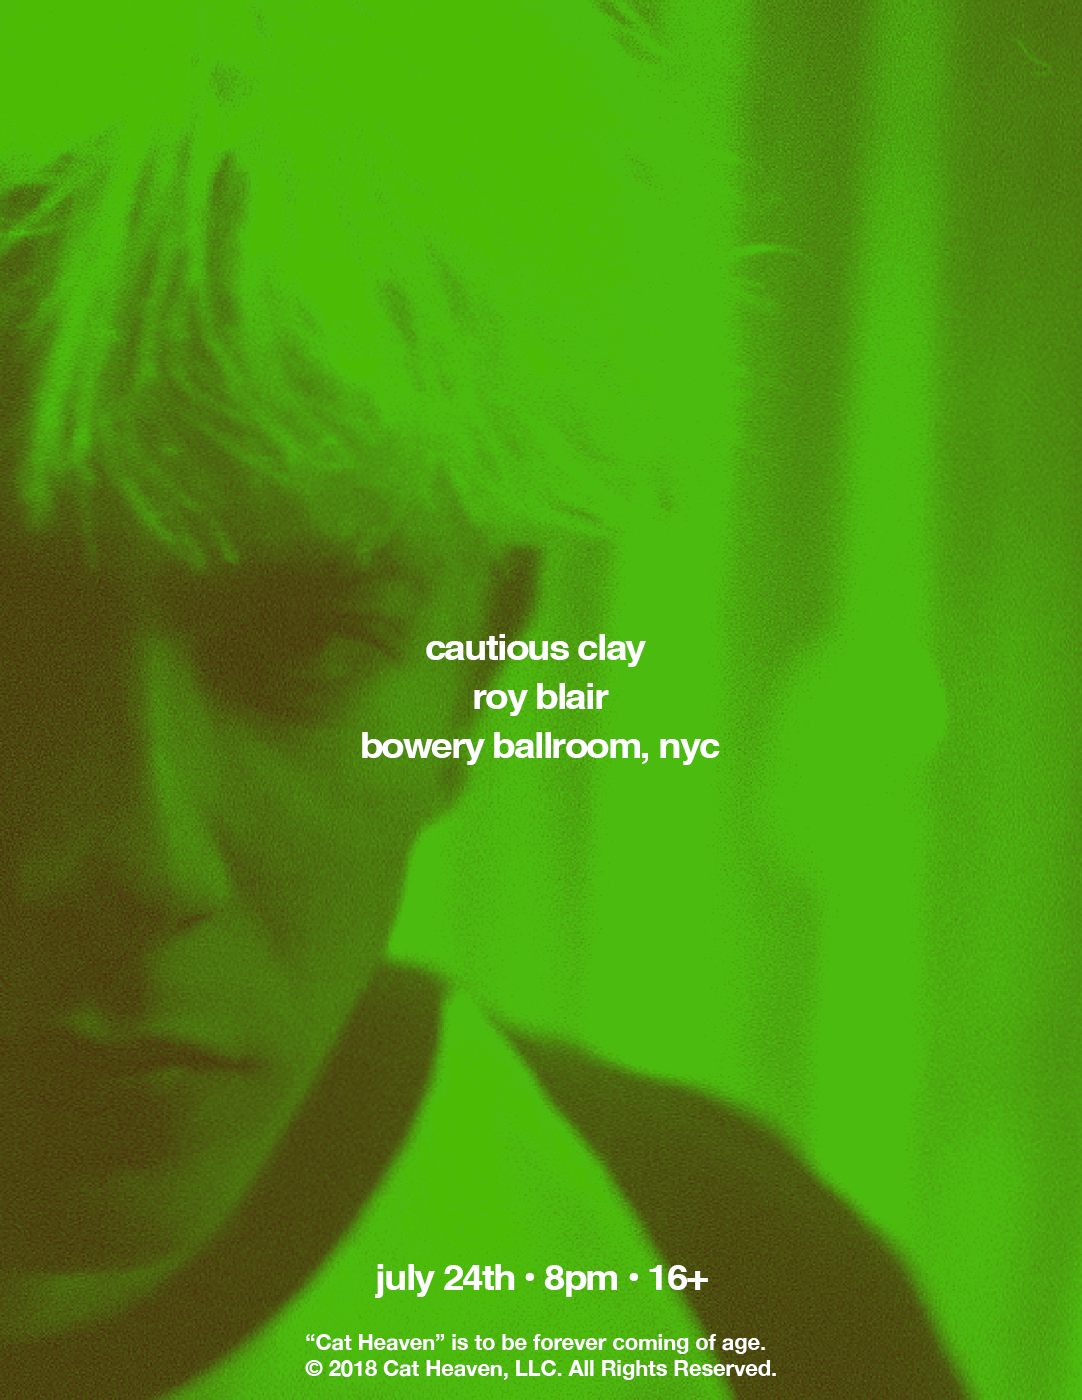 cautious clay
roy blair
bowery ballroom, nyc
july 24th • 8pm • 16+
“Cat Heaven” is to be forever coming of age.
© 2018 Cat Heaven, LLC. All Rights Reserved.